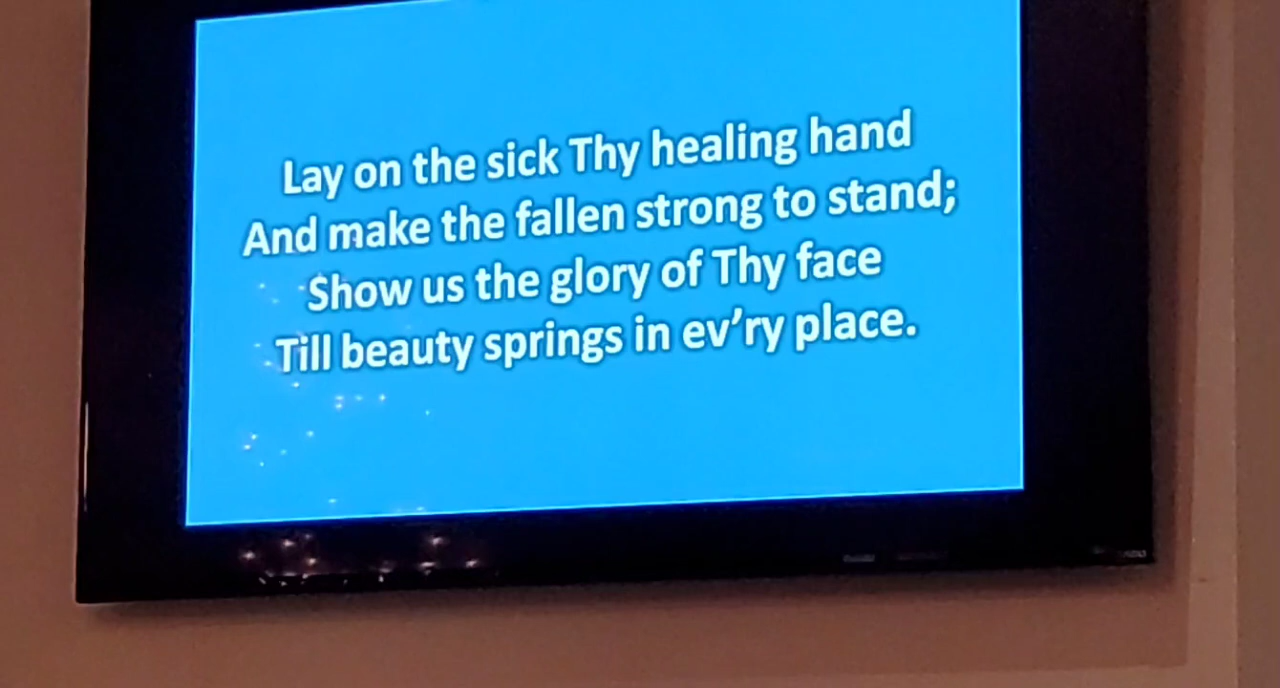 Lay on the sick Thy healing hand
And make the fallen strong to stand;
Show us the glory of Thy face
Till beauty springs in ev’ry place.